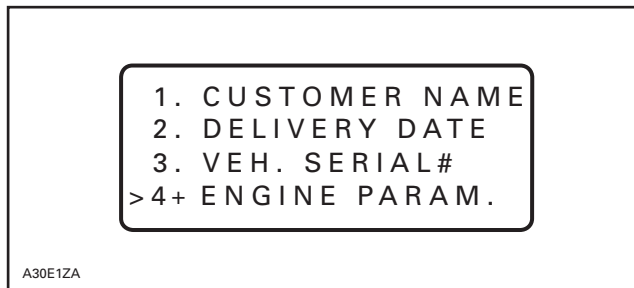 1. CUSTOMER NAME
2. DELIVERY DATE
3. VEH. SERIAL#
>4+ ENGINE PARAM.
A30E1ZA